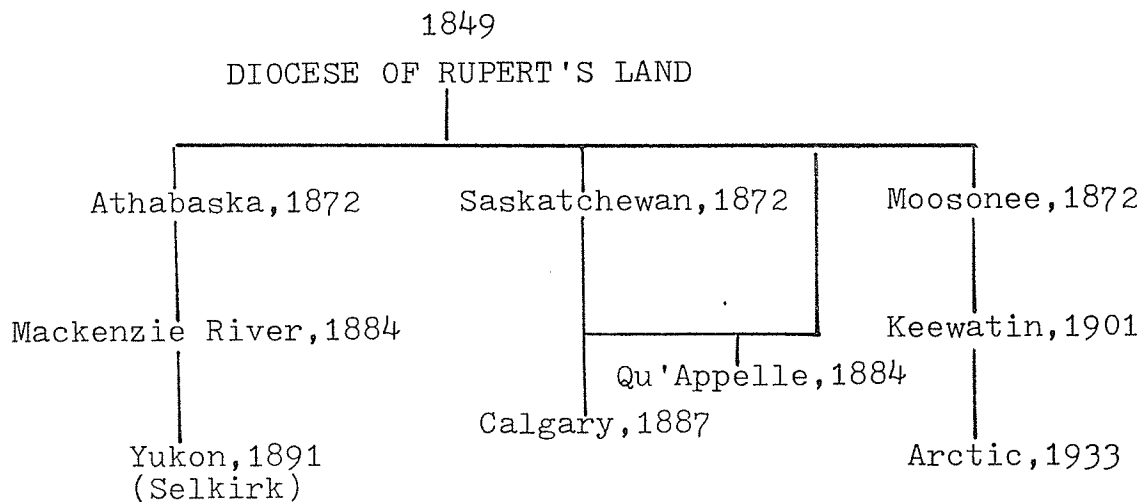 1849
DIOCESE OF RUPERT'S LAND
Athabaska,1872
Saskatchewan,1872
Moosonee,1872
Mackenzie River,1884
Keewatin,1901
Qu'Appelle,1884
Calgary,1887
Yukon,1891
(Selkirk)
Arctic,1933